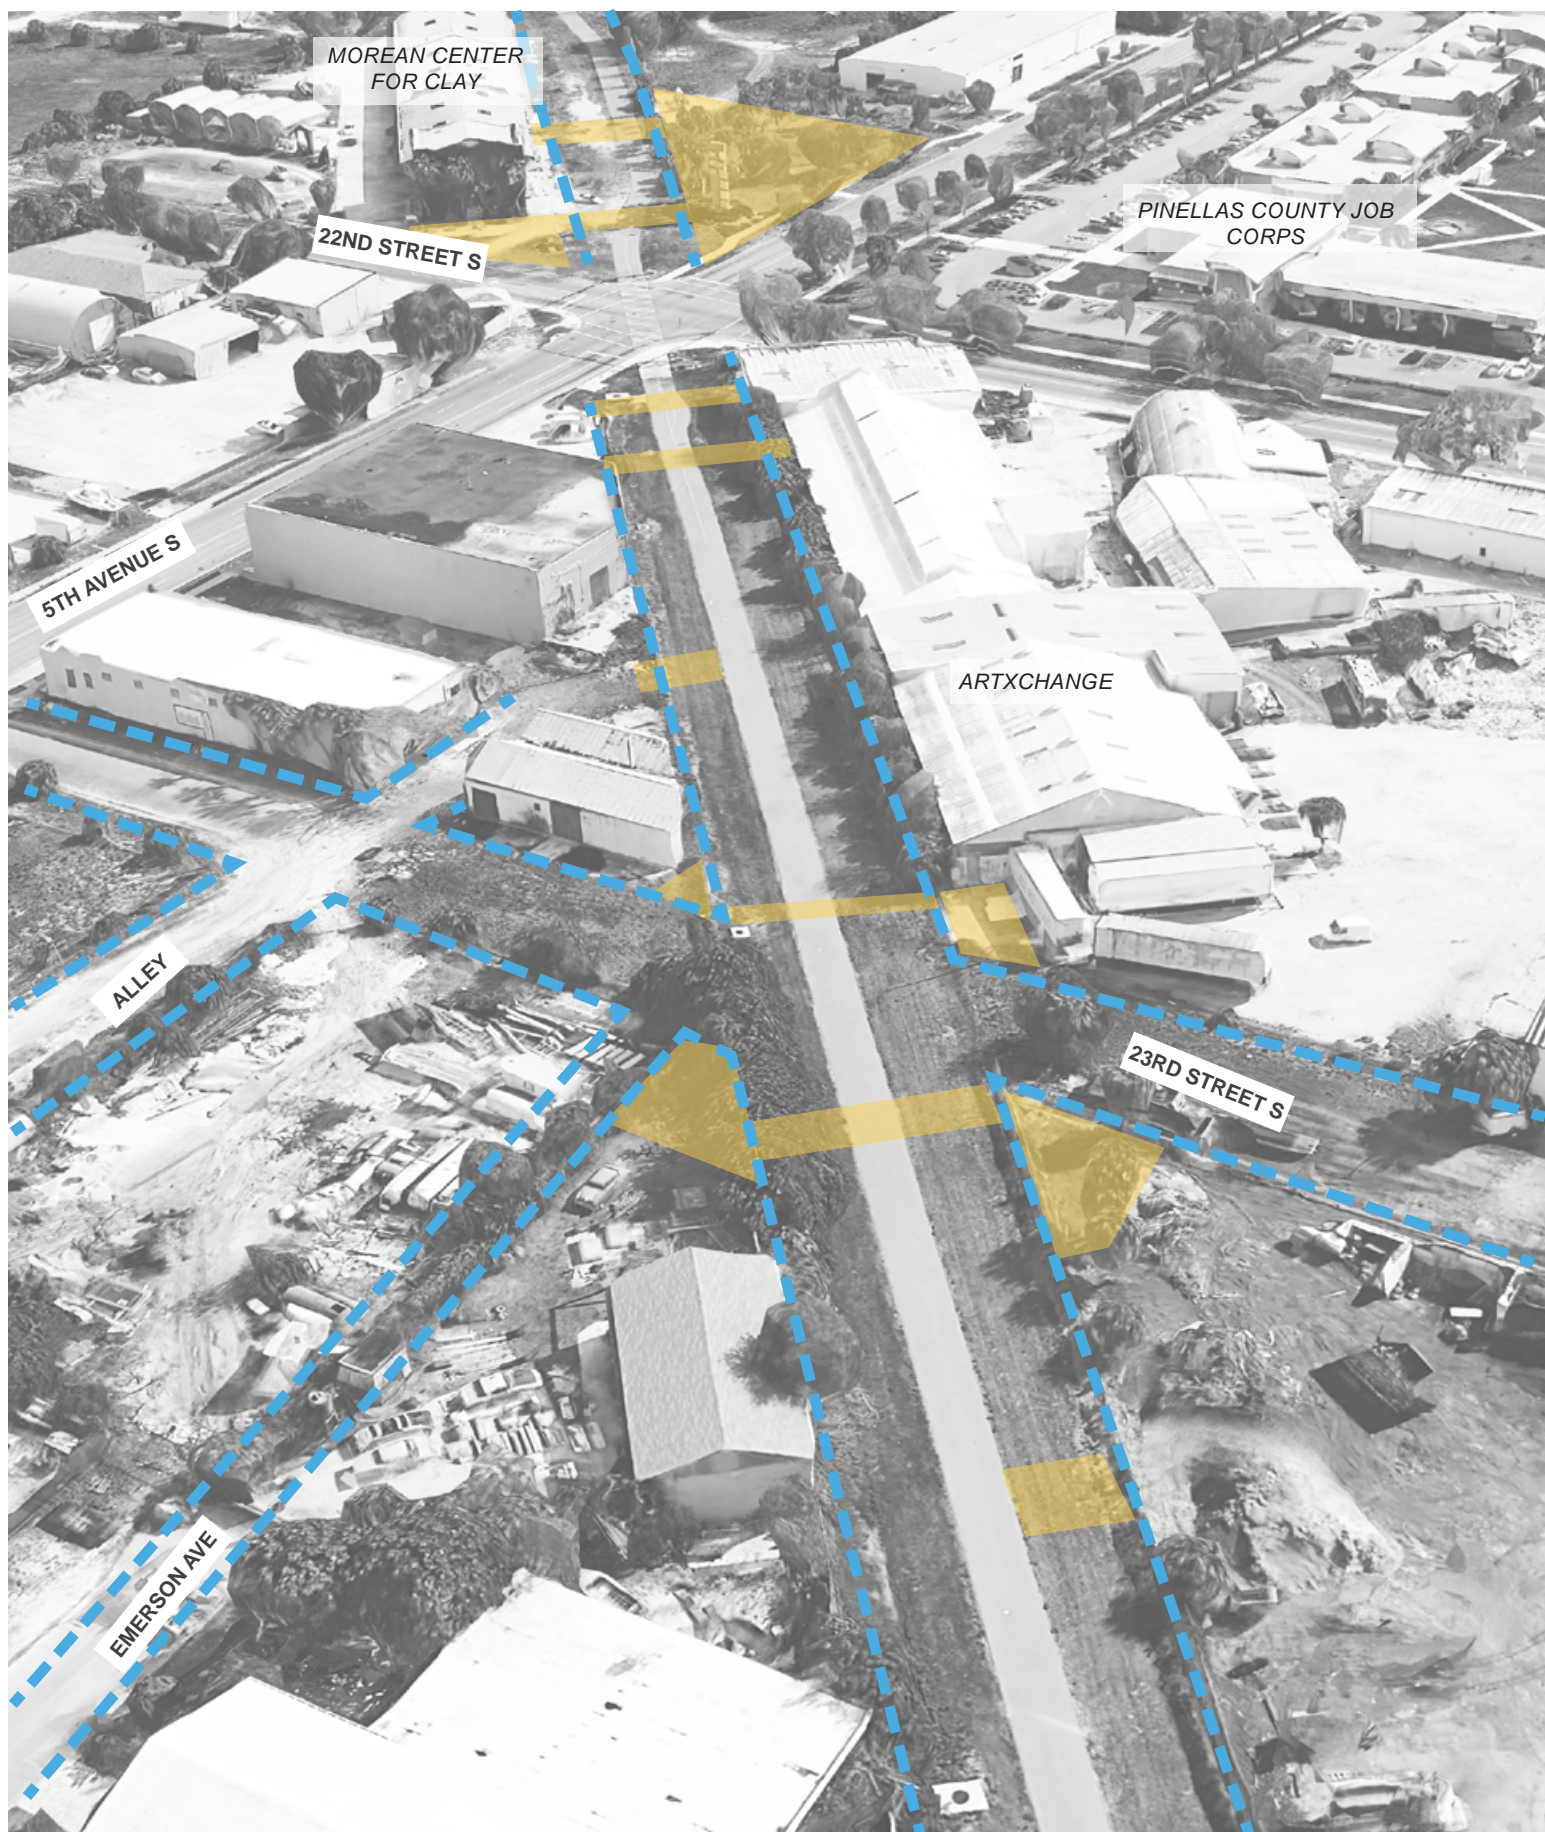 MOREAN CENTER
FOR CLAY
PINELLAS COUNTY JOB
CORPS
22ND STREET S
5TH AVENUE S
ARTXCHANGE
ALLEY
23RD STREET S
EMERSON AVE